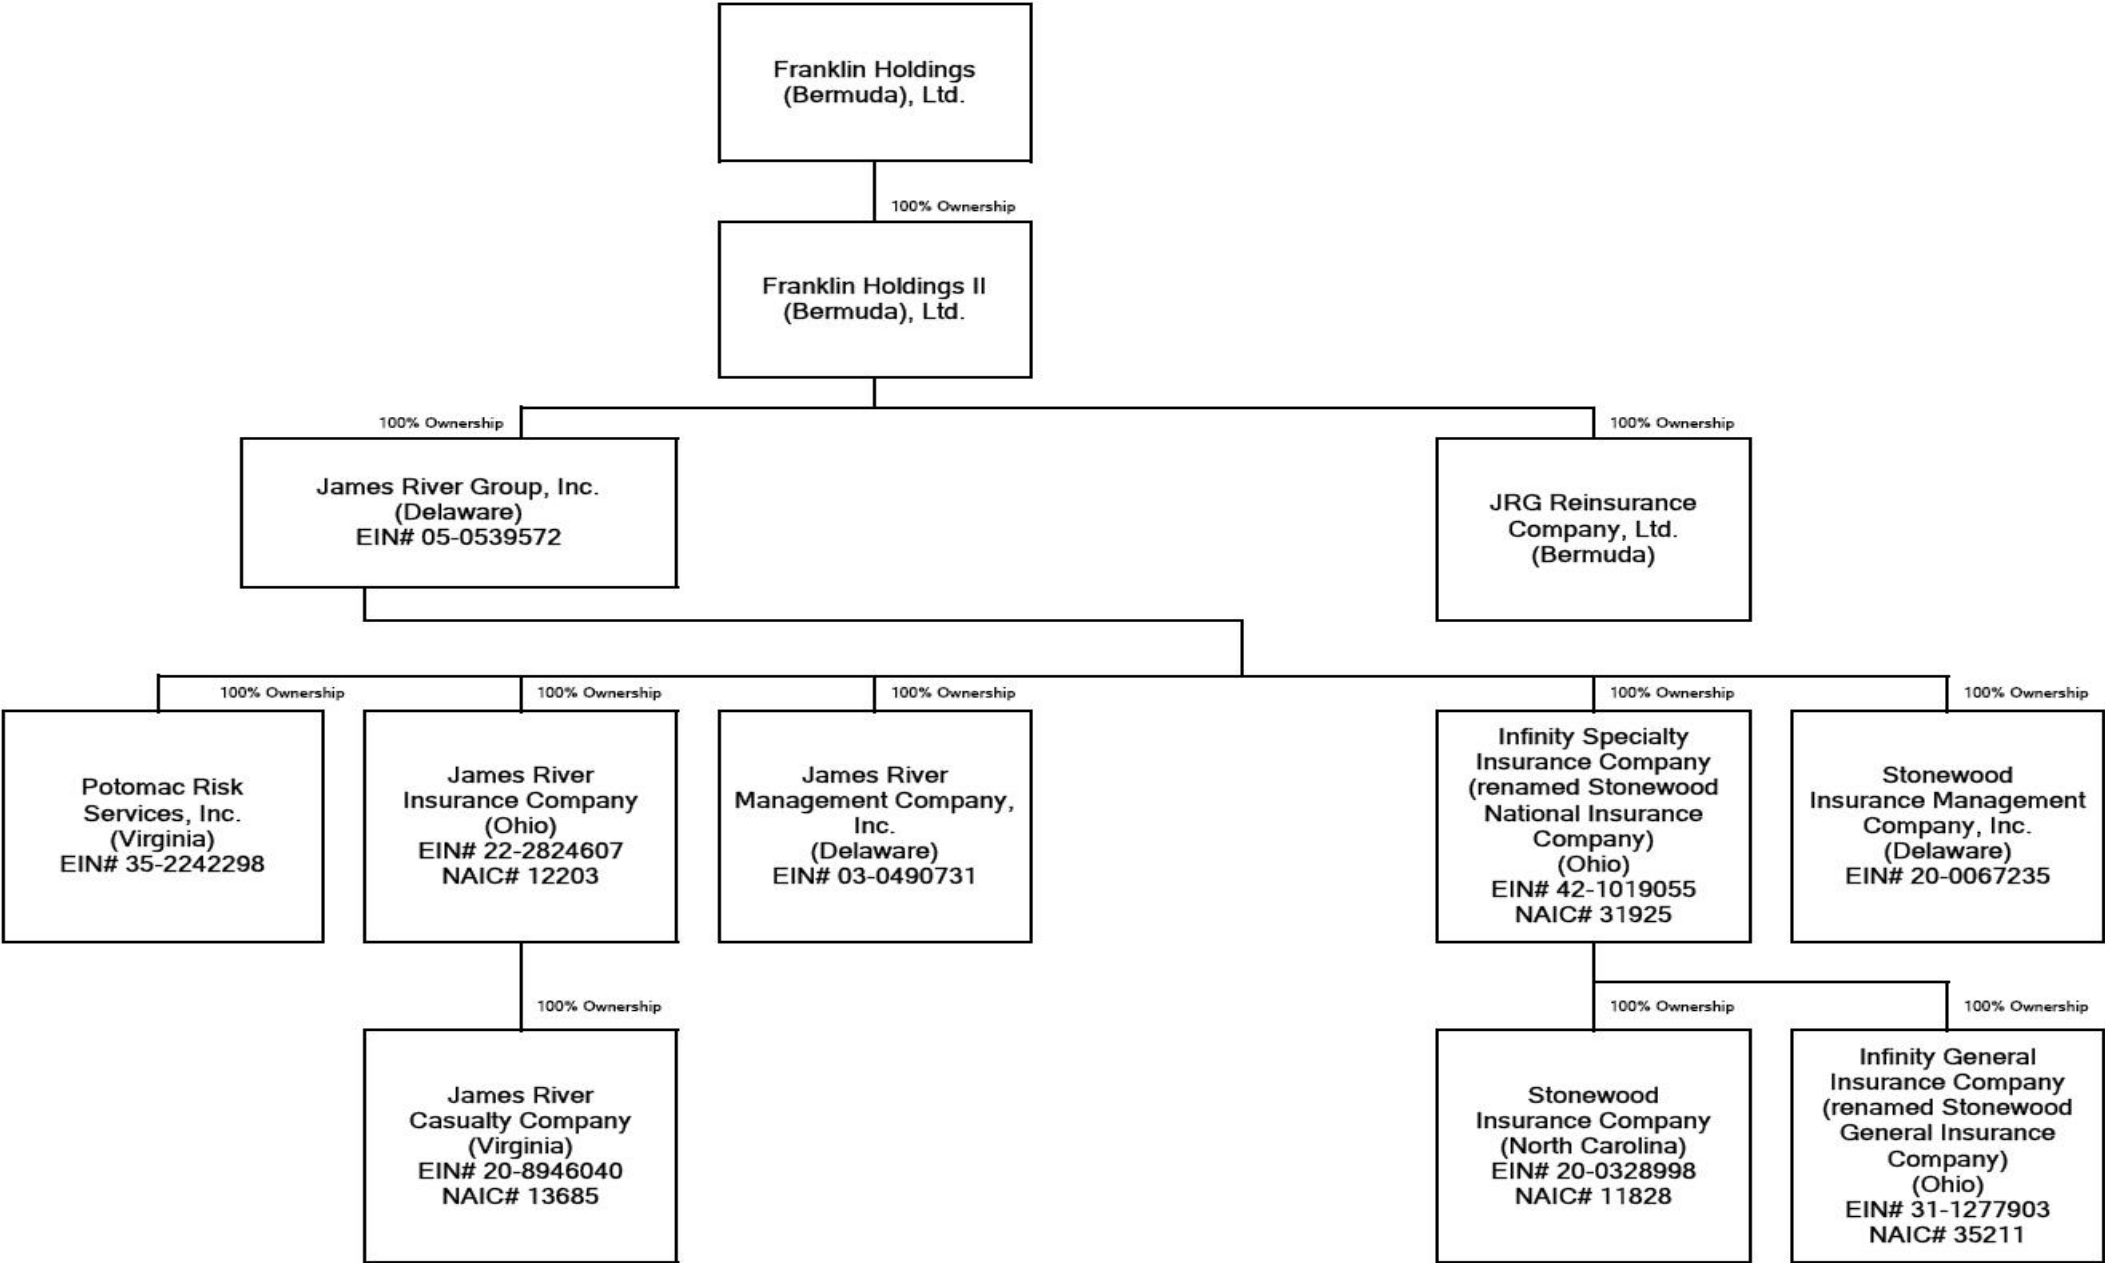 Franklin Holdings
(Bermuda), Ltd.
100% Ownership
Franklin Holdings II
(Bermuda), Ltd.
100% Ownership
James River Group, Inc.
(Delaware)
EIN# 05-0539572
100% Ownership
JRG Reinsurance
Company, Ltd.
(Bermuda)
100% Ownership
Potomac Risk
Services, Inc.
(Virginia)
EIN# 35-2242298
100% Ownership
James River
Insurance Company
(Ohio)
EIN# 22-2824607
NAIC# 12203
100% Ownership
James River
Management Company,
Inc.
(Delaware)
EIN# 03-0490731
100% Ownership
Infinity Specialty
Insurance Company
(renamed Stonewood
National Insurance
Company)
(Ohio)
EIN# 42-1019055
NAIC# 31925
100% Ownership
Stonewood
Insurance Management
Company, Inc.
(Delaware)
EIN# 20-0067235
100% Ownership
James River
Casualty Company
(Virginia)
EIN# 20-8946040
NAIC# 13685
100% Ownership
Stonewood
Insurance Company
(North Carolina)
EIN# 20-0328998
NAIC# 11828
100% Ownership
Infinity General
Insurance Company
(renamed Stonewood
General Insurance
Company)
(Ohio)
EIN# 31-1277903
NAIC# 35211